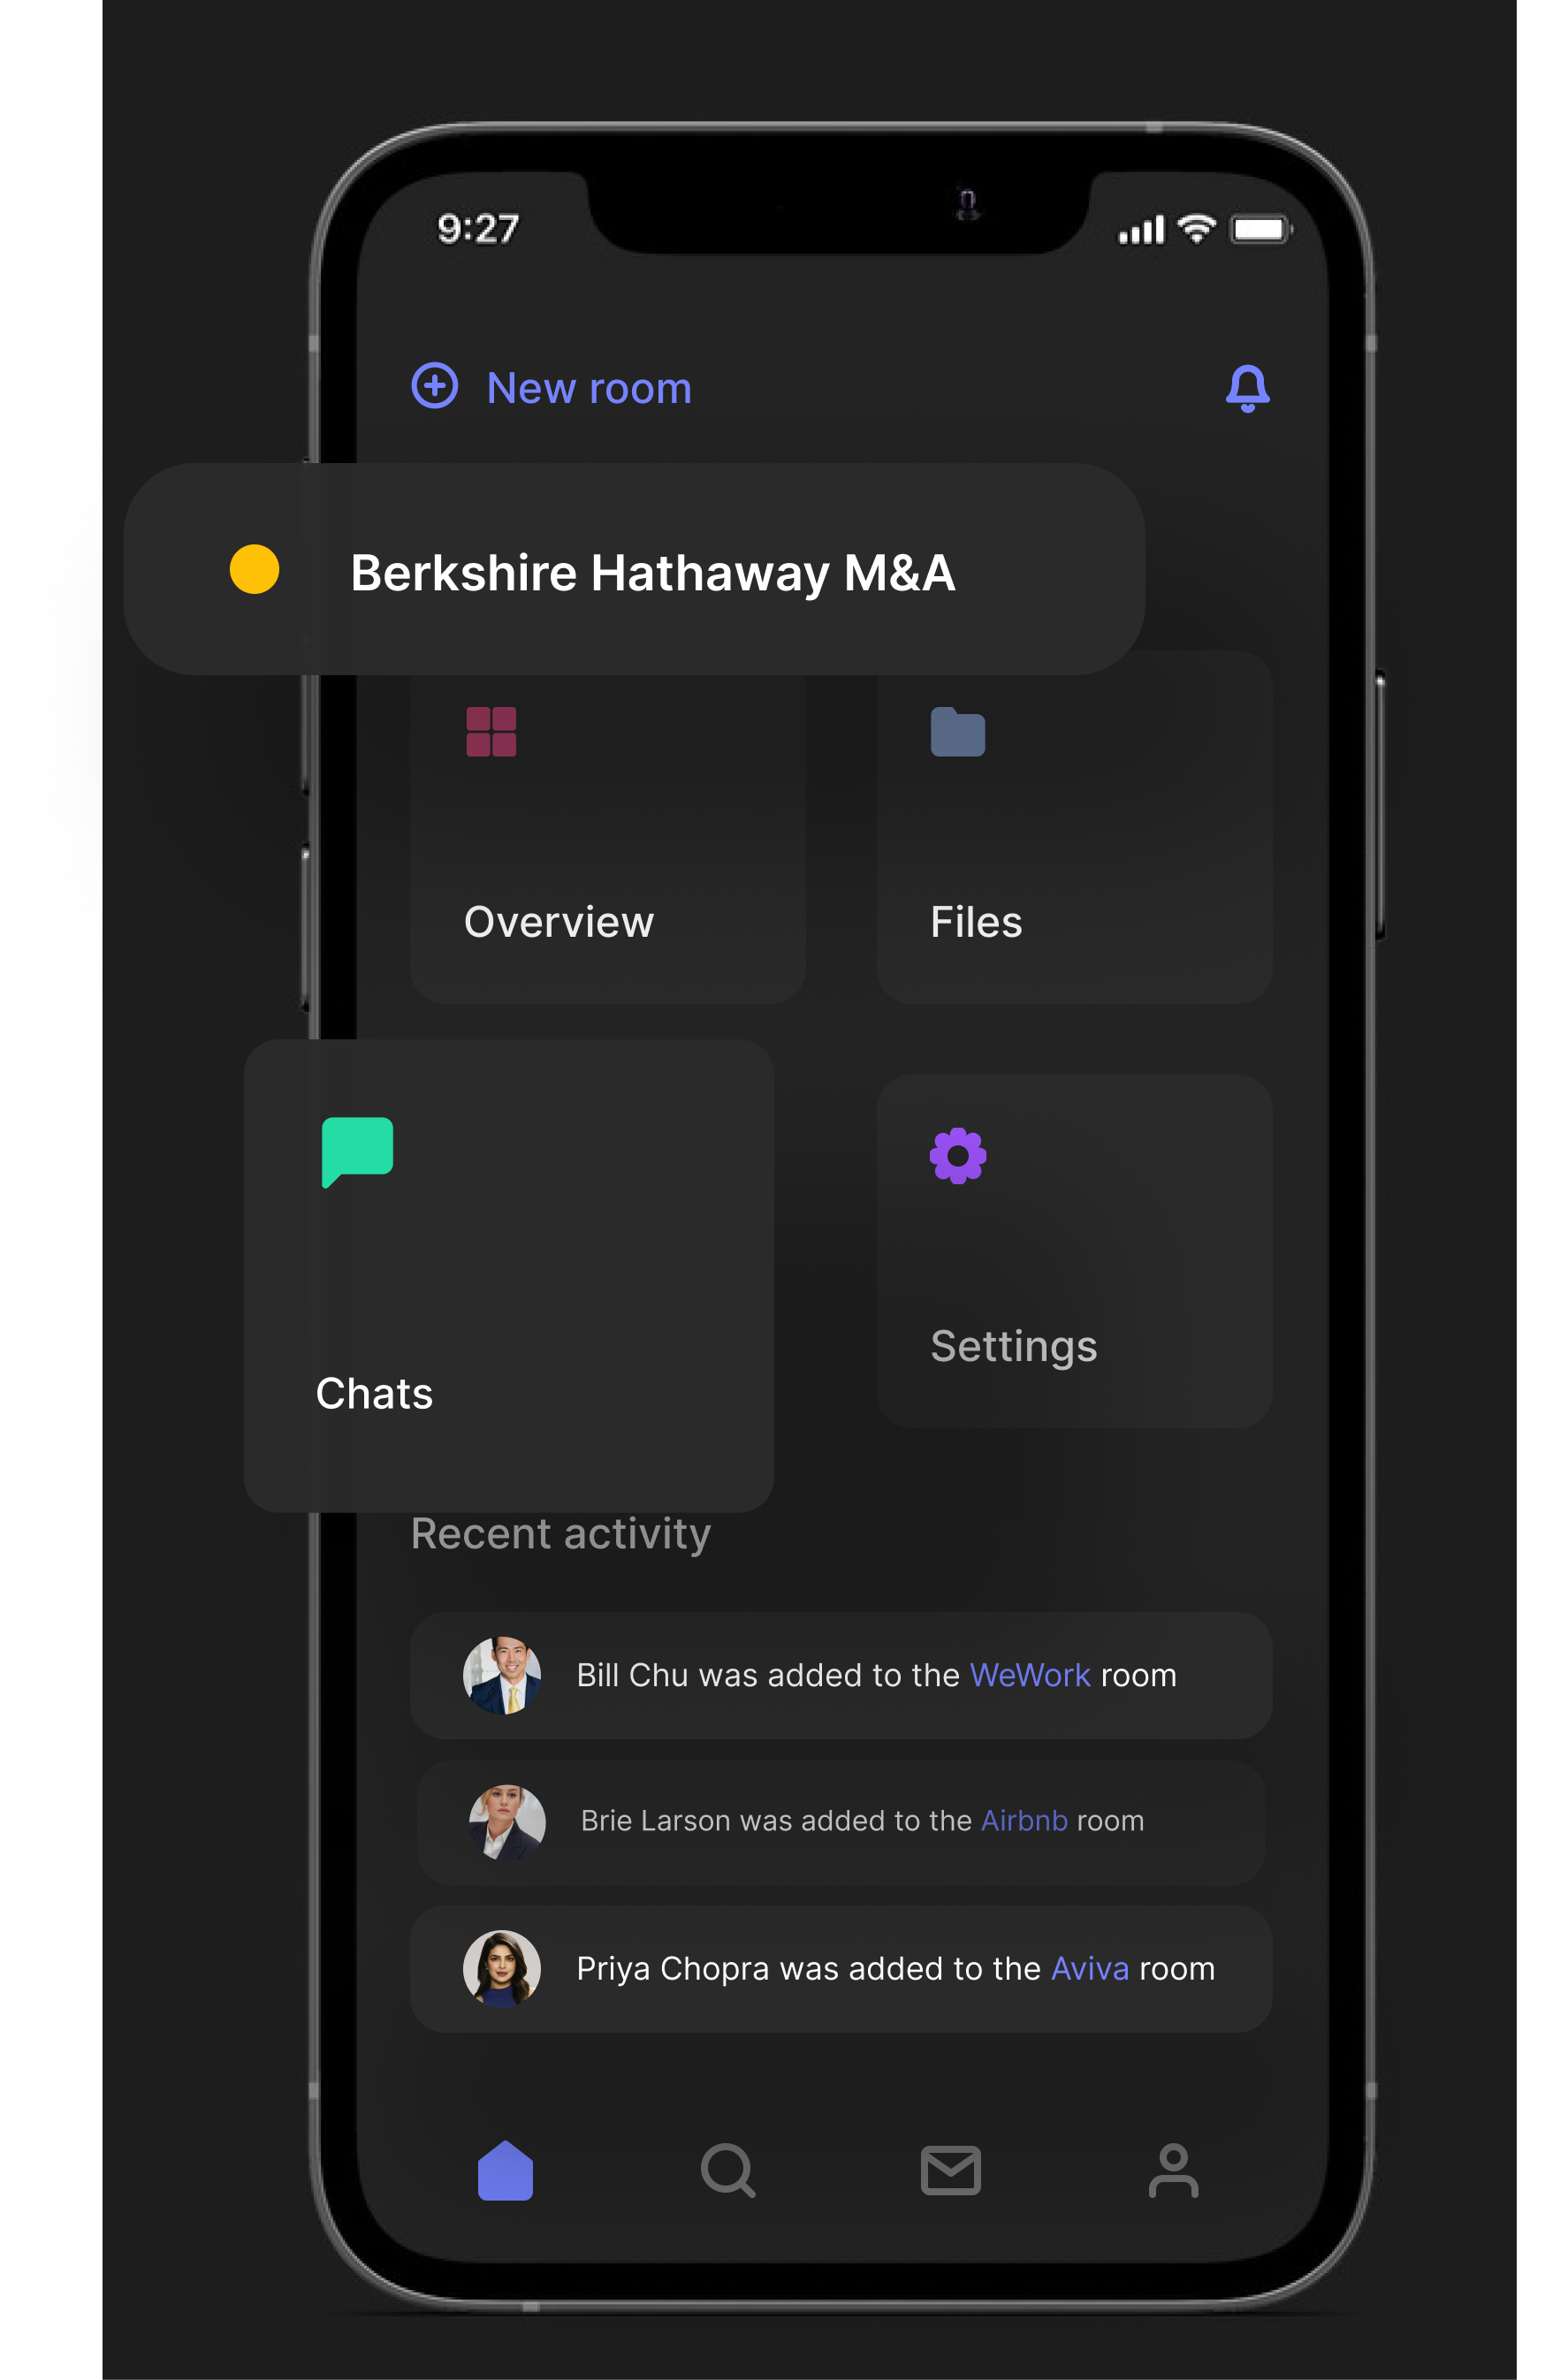 9:27
New room
Berkshire Hathaway M&A
Overview
Files
Chats
Settings
Recent activity
Bill Chu was added to the WeWork room
Brie Larson was added to the Airbnb room
Priya Chopra was added to the Aviva room